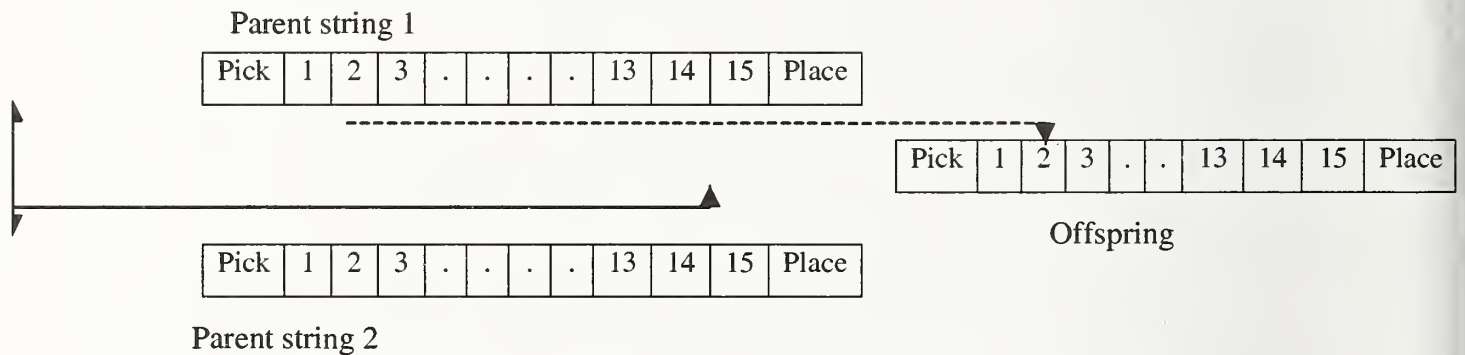 Parent string 1
Pick 1 2 3 . . . . 13 14 15 Place
Pick 1 2 3 . . 13 14 15 Place
Offspring
Pick 1 2 3 . . . . 13 14 15 Place
Parent string 2